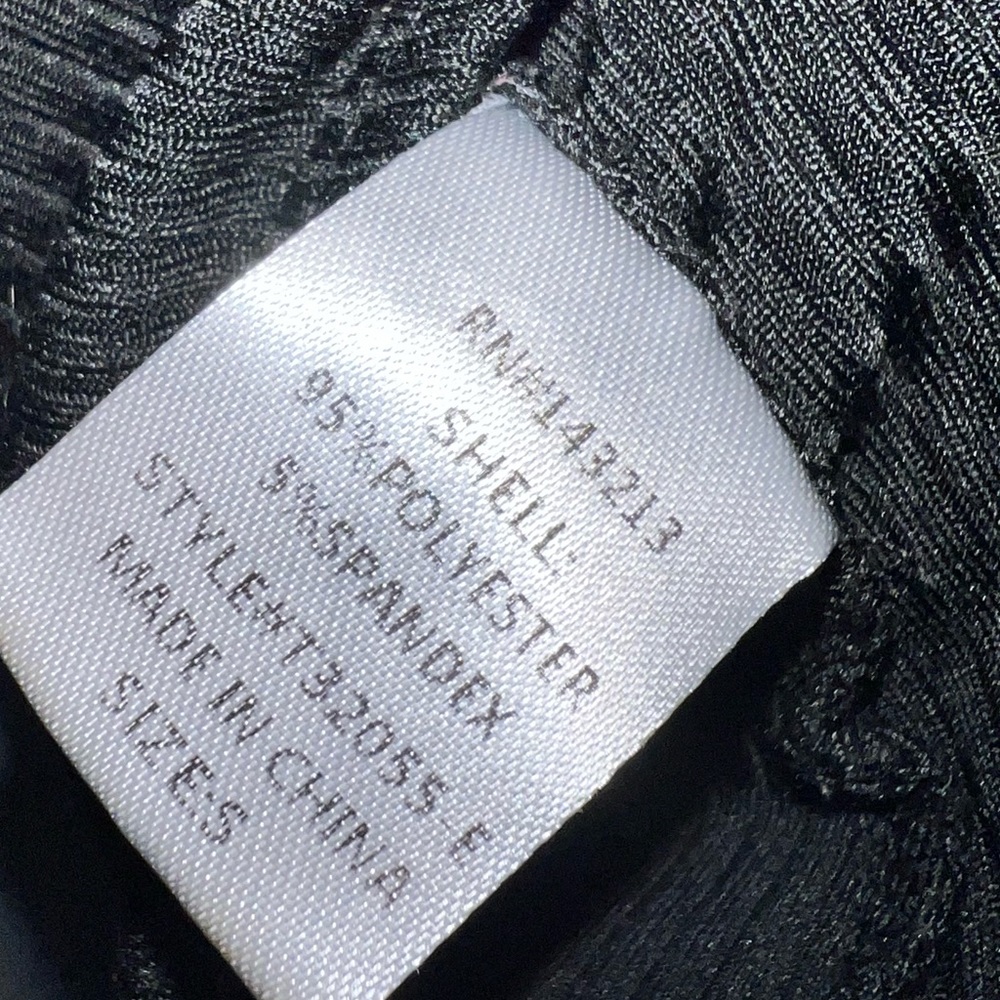 RN#143213
SHELL:
95%POLYESTER
5%SPANDEX
STYLE#T32055-E
MADE IN CHINA
SIZE:S